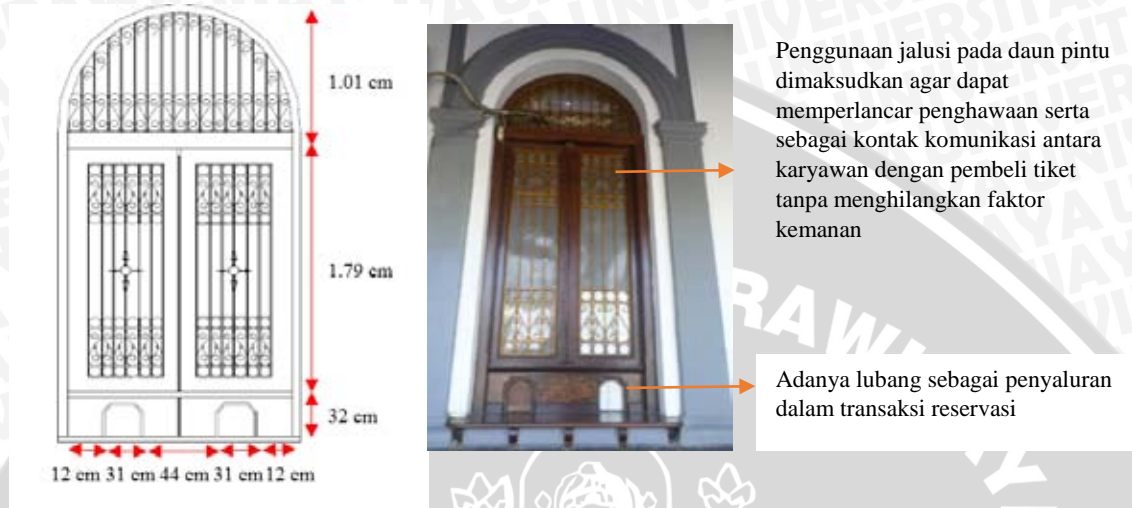 1.01 cm
1.79 cm
32 cm
12 cm 31 cm 44 cm 31 cm 12 cm
Penggunaan jalusi pada daun pintu
dimaksudkan agar dapat
memperlancar penghawaan serta
sebagai kontak komunikasi antara
karyawan dengan pembeli tiket
tanpa menghilangkan faktor
kemanan
Adanya lubang sebagai penyaluran
dalam transaksi reservasi